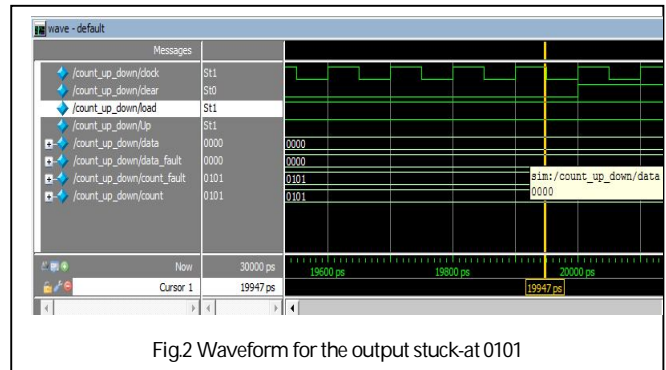 wave - default
Messages
/count_up_down/clock St1
/count_up_down/clear St0
/count_up_down/load St1
/count_up_down/Up St1
/count_up_down/data 0000 0000
/count_up_down/data_fault 0000 0000
/count_up_down/count_fault 0101 0101
/count_up_down/count 0101 0101
sim:/count_up_down/data
0000
Now 30000 ps 19600 ps 19800 ps 20000 ps
Cursor 1 19947 ps 19947 ps
Fig.2 Waveform for the output stuck-at 0101